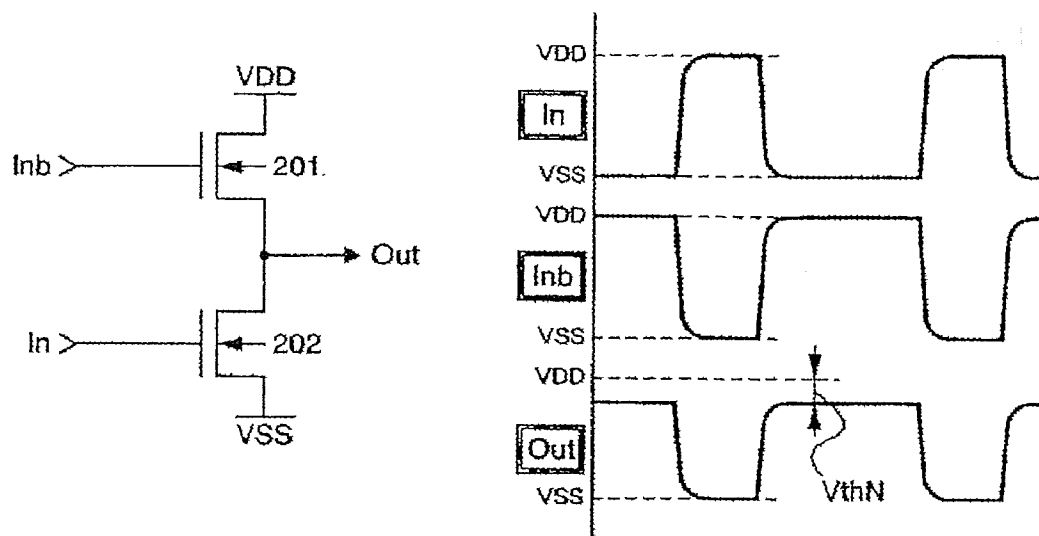 VDD
Inb
201
Out
In
202
VSS
VDD
In
VSS
VDD
Inb
VSS
VDD
Out
VSS
VthN